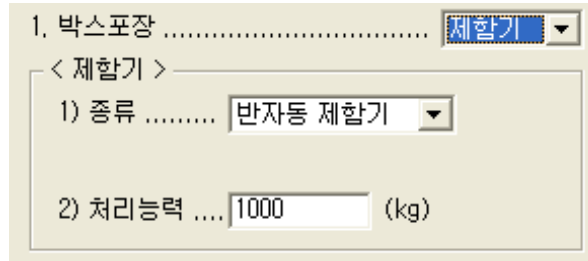 1. 박스포장 ................................. 제함기
< 제함기 >
1) 종류 ......... 반자동 제함기
2) 처리능력 .... 1000 (kg)